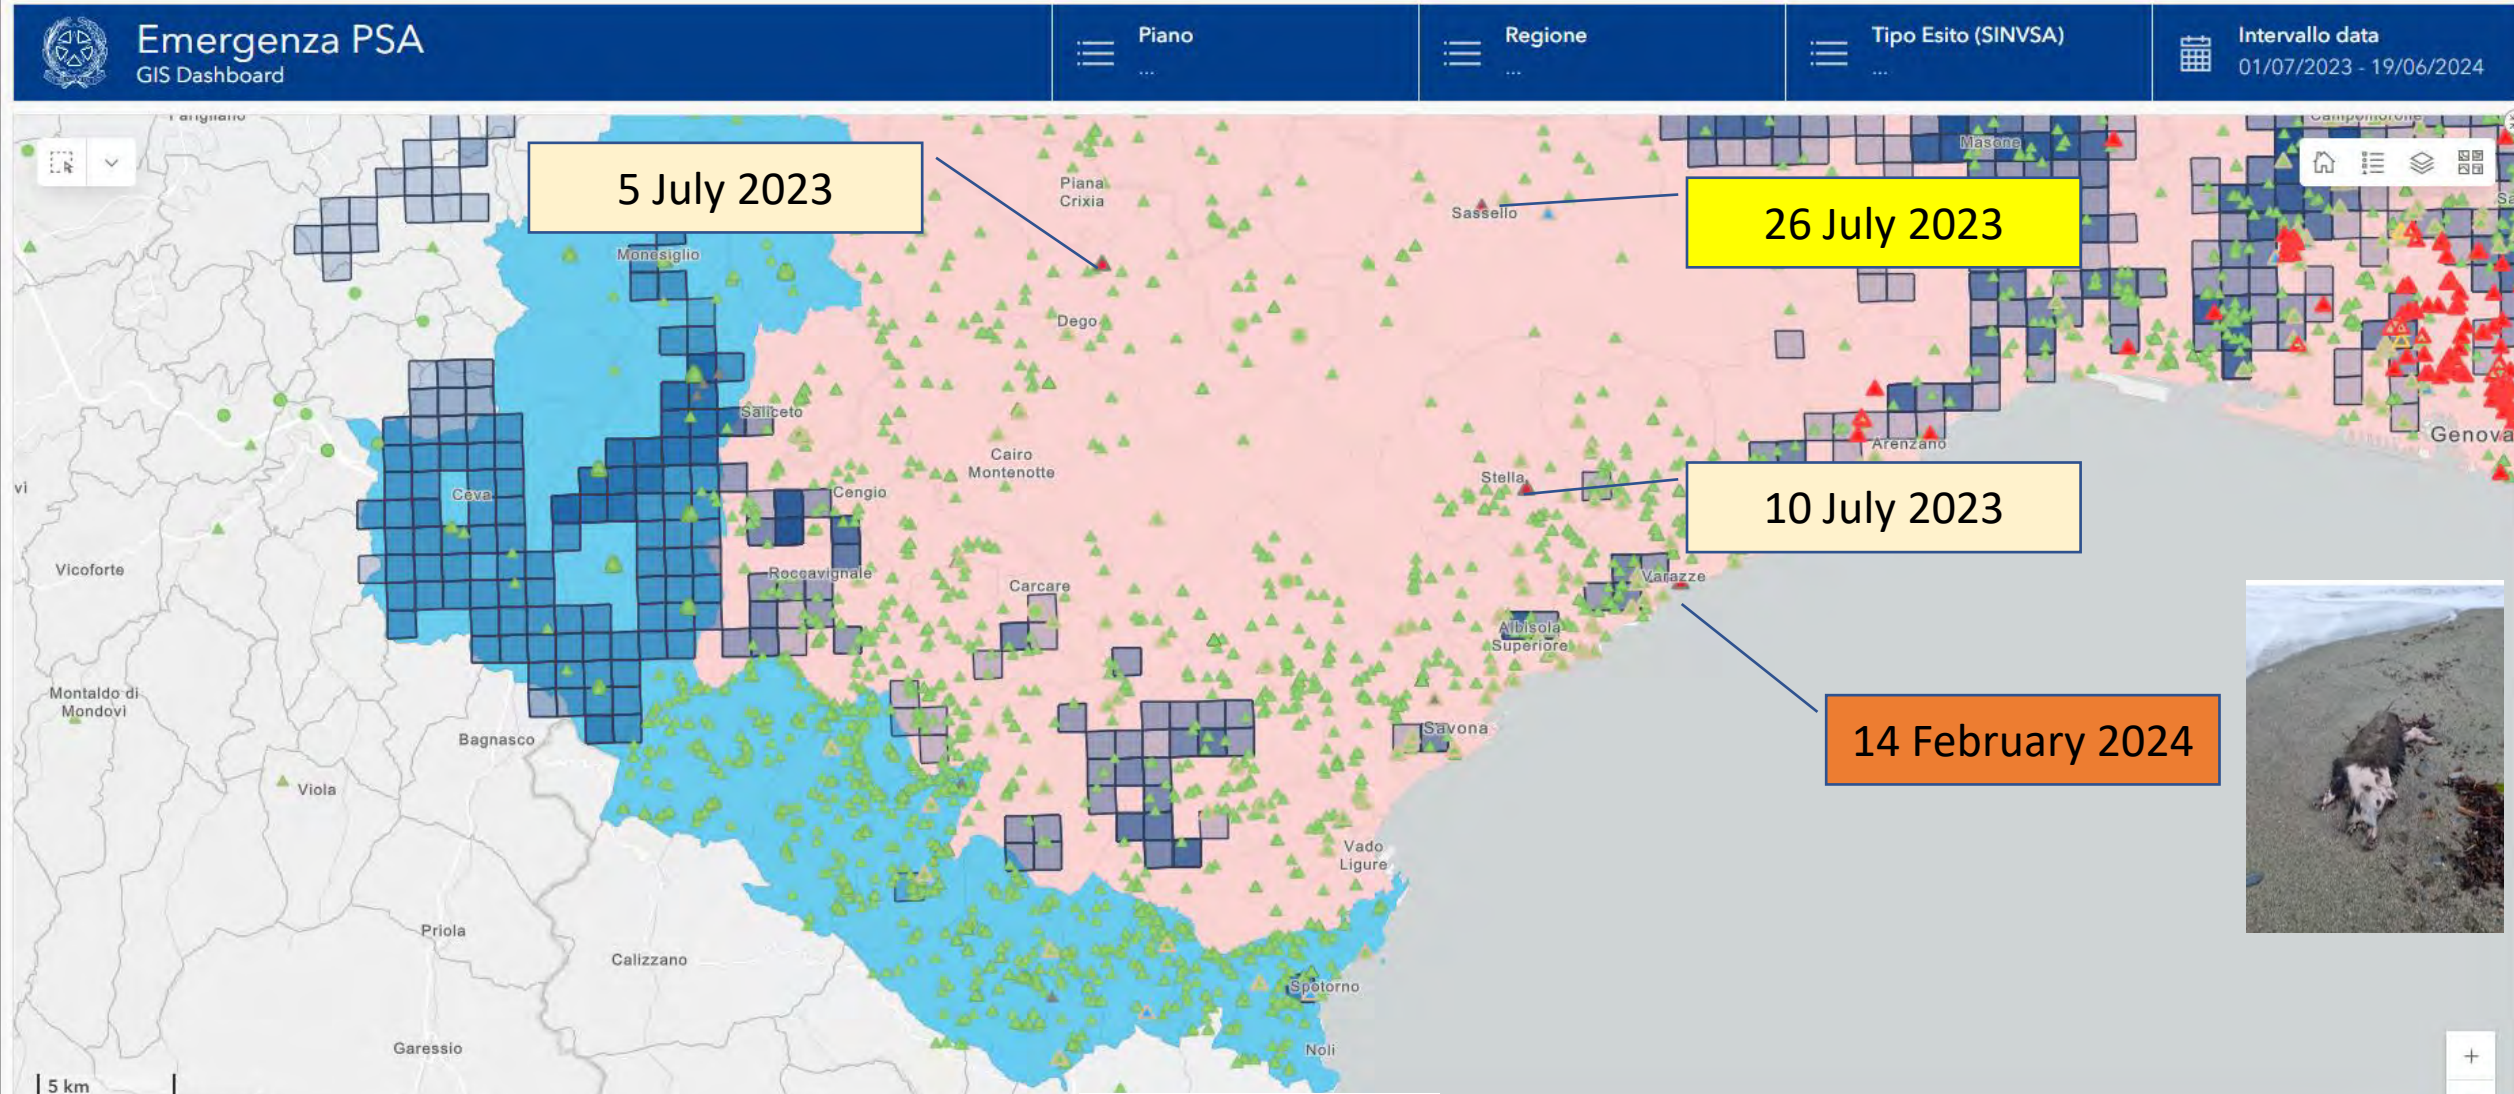 Emergenza PSA
GIS Dashboard
Piano
...
Regione
...
Tipo Esito (SINVSA)
...
Intervallo data
01/07/2023 - 19/06/2024
Campomorone
Masone
5 July 2023
Piana
Crixia
Sassello
26 July 2023
Monesiglio
Dego
Saliceto
Cairo
Montenotte
Arenzano
Genova
Stella
vì
Ceva
Cengio
10 July 2023
Vicoforte
Roccavignale
Carcare
Varazze
Albisola
Superiore
Montaldo di
Mondovì
Bagnasco
Savona
14 February 2024
Viola
Vado
Ligure
Priola
Calizzano
Spotorno
Garessio
Noli
5 km